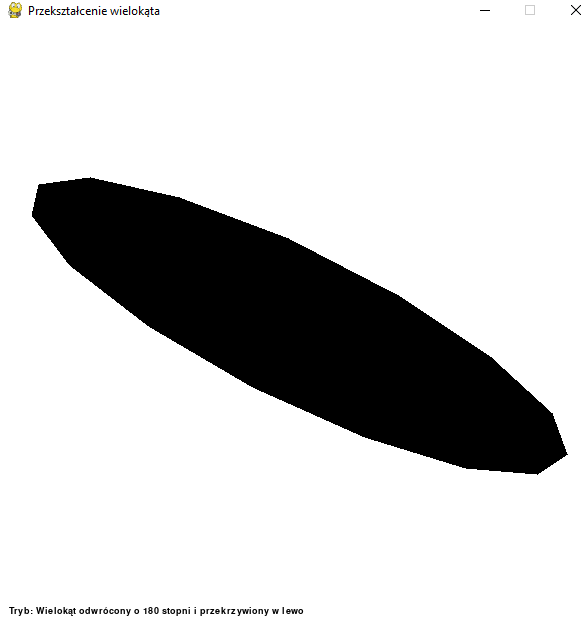 Przekształcenie wielokąta
Tryb: Wielokąt odwrócony o 180 stopni i przekrzywiony w lewo